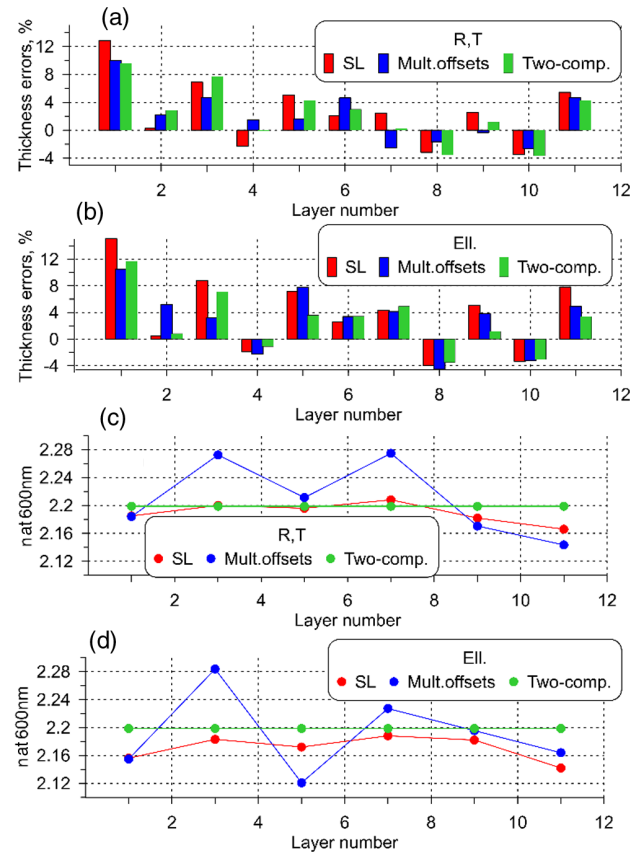 (a)
R,T
SL Mult.offsets Two-comp.
Thickness errors, %
12
8
4
0
-4
2 4 6 8 10 12
Layer number
(b)
Ell.
SL Mult.offsets Two-comp.
Thickness errors, %
12
8
4
0
-4
2 4 6 8 10 12
Layer number
(c)
n at 600nm
2.28
2.24
2.2
2.16
2.12
R,T
SL Mult.offsets Two-comp.
2 4 6 8 10 12
Layer number
(d)
Ell.
SL Mult.offsets Two-comp.
n at 600nm
2.28
2.24
2.2
2.16
2.12
2 4 6 8 10 12
Layer number